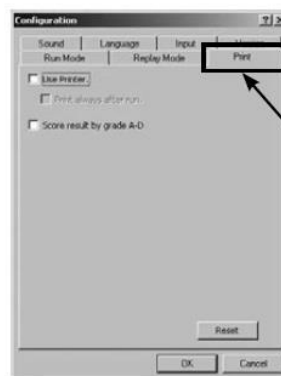 Configuration
Sound Language Input
Run Mode Replay Mode Print
Use Printer.
Print always after run.
Score result by grade A-D
Reset
OK Cancel